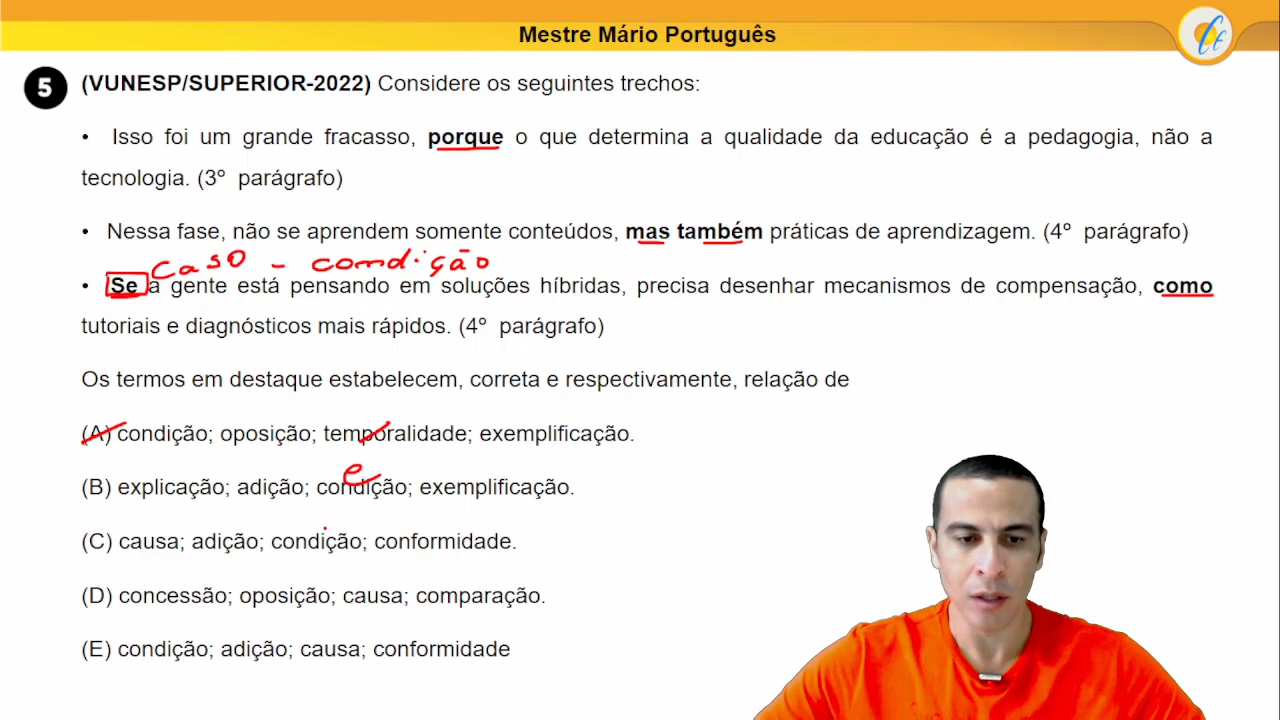 Mestre Mário Português
5 (VUNESP/SUPERIOR-2022) Considere os seguintes trechos:
• Isso foi um grande fracasso, porque o que determina a qualidade da educação é a pedagogia, não a
tecnologia. (3º parágrafo)
• Nessa fase, não se aprendem somente conteúdos, mas também práticas de aprendizagem. (4º parágrafo)
Caso - condição
• Se a gente está pensando em soluções híbridas, precisa desenhar mecanismos de compensação, como
tutoriais e diagnósticos mais rápidos. (4º parágrafo)
Os termos em destaque estabelecem, correta e respectivamente, relação de
(A) condição; oposição; temporalidade; exemplificação.
(B) explicação; adição; condição; exemplificação.
(C) causa; adição; condição; conformidade.
(D) concessão; oposição; causa; comparação.
(E) condição; adição; causa; conformidade